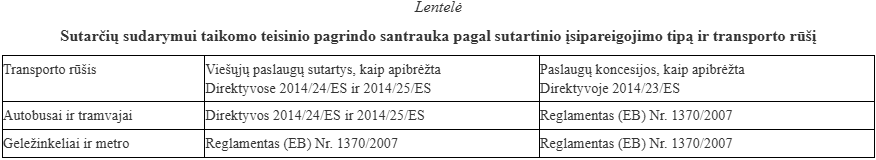 Lentelė
Sutarčių sudarymui taikomo teisinio pagrindo santrauka pagal sutartinio įsipareigojimo tipą ir transporto rūšį
Transporto rūšis
Viešųjų paslaugų sutartys, kaip apibrėžta
Direktyvose 2014/24/ES ir 2014/25/ES
Paslaugų koncesijos, kaip apibrėžta
Direktyvoje 2014/23/ES
Autobusai ir tramvajai
Direktyvos 2014/24/ES ir 2014/25/ES
Reglamentas (EB) Nr. 1370/2007
Geležinkeliai ir metro
Reglamentas (EB) Nr. 1370/2007
Reglamentas (EB) Nr. 1370/2007